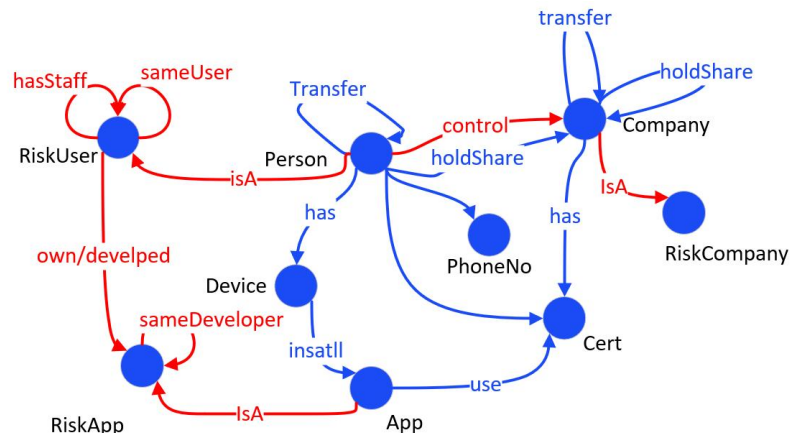 transfer
hasStaff
sameUser
holdShare
Transfer
control
Company
RiskUser
Person
holdShare
isA
IsA
has
has
own/develped
PhoneNo
RiskCompany
Device
sameDeveloper
Cert
insatll
use
IsA
App
RiskApp